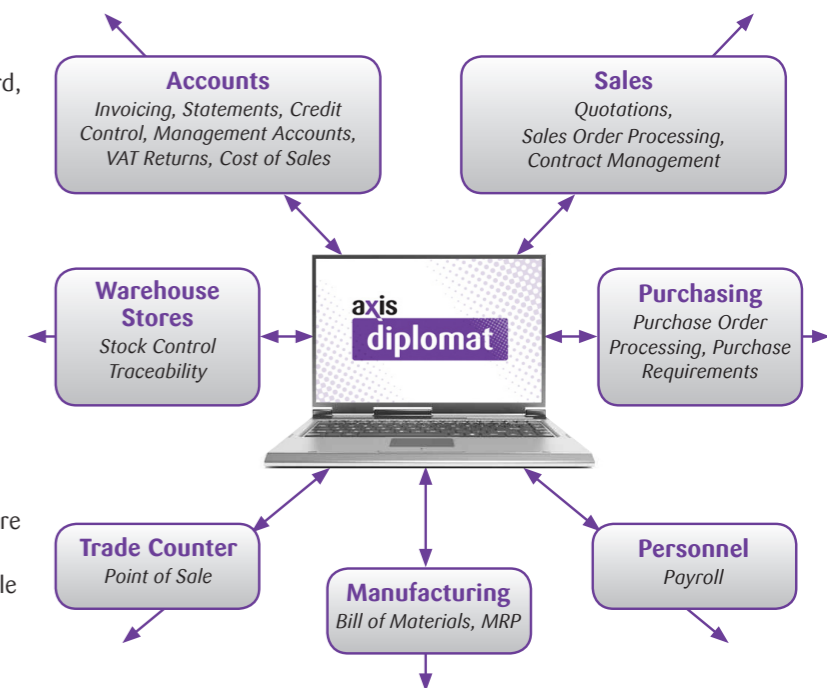 rd,
Accounts
Invoicing, Statements, Credit
Control, Management Accounts,
VAT Returns, Cost of Sales
Sales
Quotations,
Sales Order Processing,
Contract Management
Warehouse
Stores
Stock Control
Traceability
axis
diplomat
Purchasing
Purchase Order
Processing, Purchase
Requirements
re
le
Trade Counter
Point of Sale
Manufacturing
Bill of Materials, MRP
Personnel
Payroll